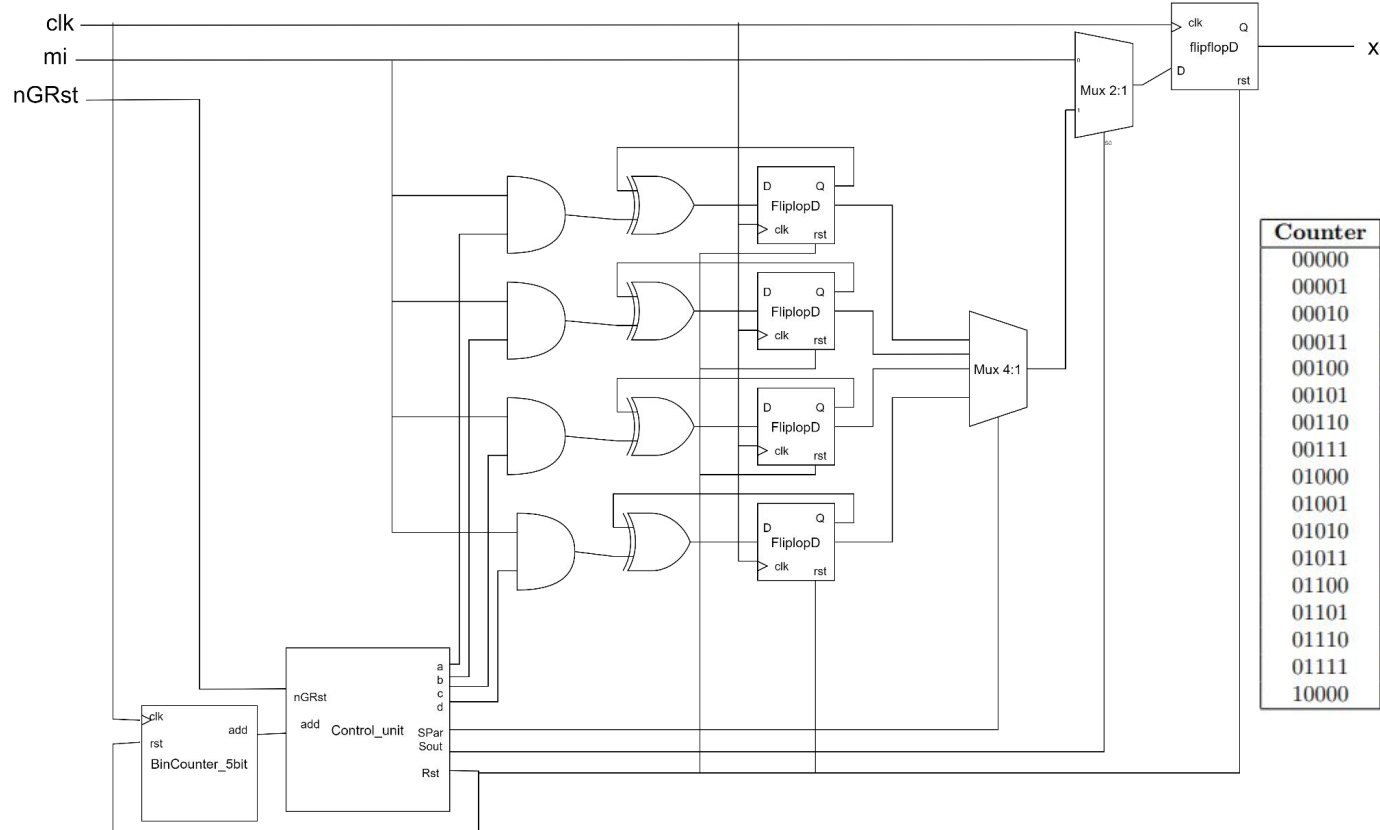 clk
mi
nGRst
clk
Q
flipflopD
D
rst
x
0
Mux 2:1
1
D
Q
FliplopD
clk
rst
D
Q
FliplopD
clk
rst
Mux 4:1
D
Q
FliplopD
clk
rst
D
Q
FliplopD
clk
rst
Counter
00000
00001
00010
00011
00100
00101
00110
00111
01000
01001
01010
01011
01100
01101
01110
01111
10000
nGRst
add
Control_unit
a
b
c
d
SPar
Sout
Rst
clk
add
rst
BinCounter_5bit